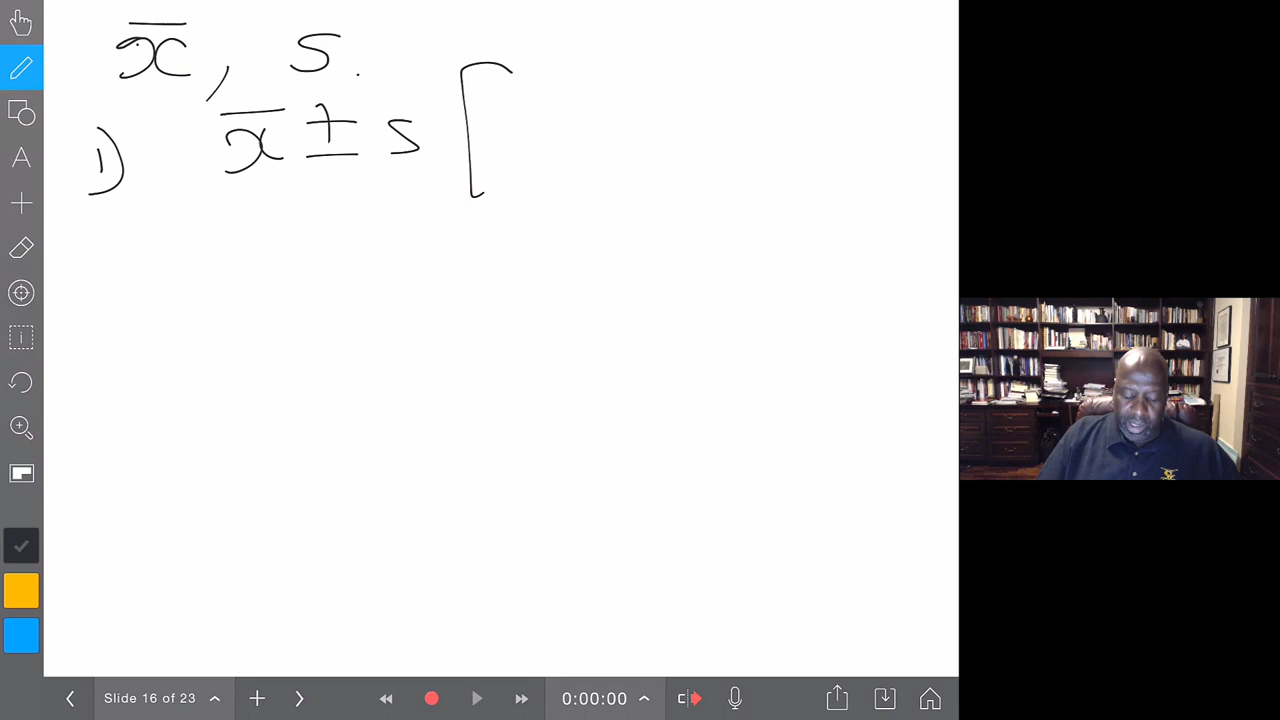 x̄, s.
1) x̄ ± s [
A
Slide 16 of 23
0:00:00